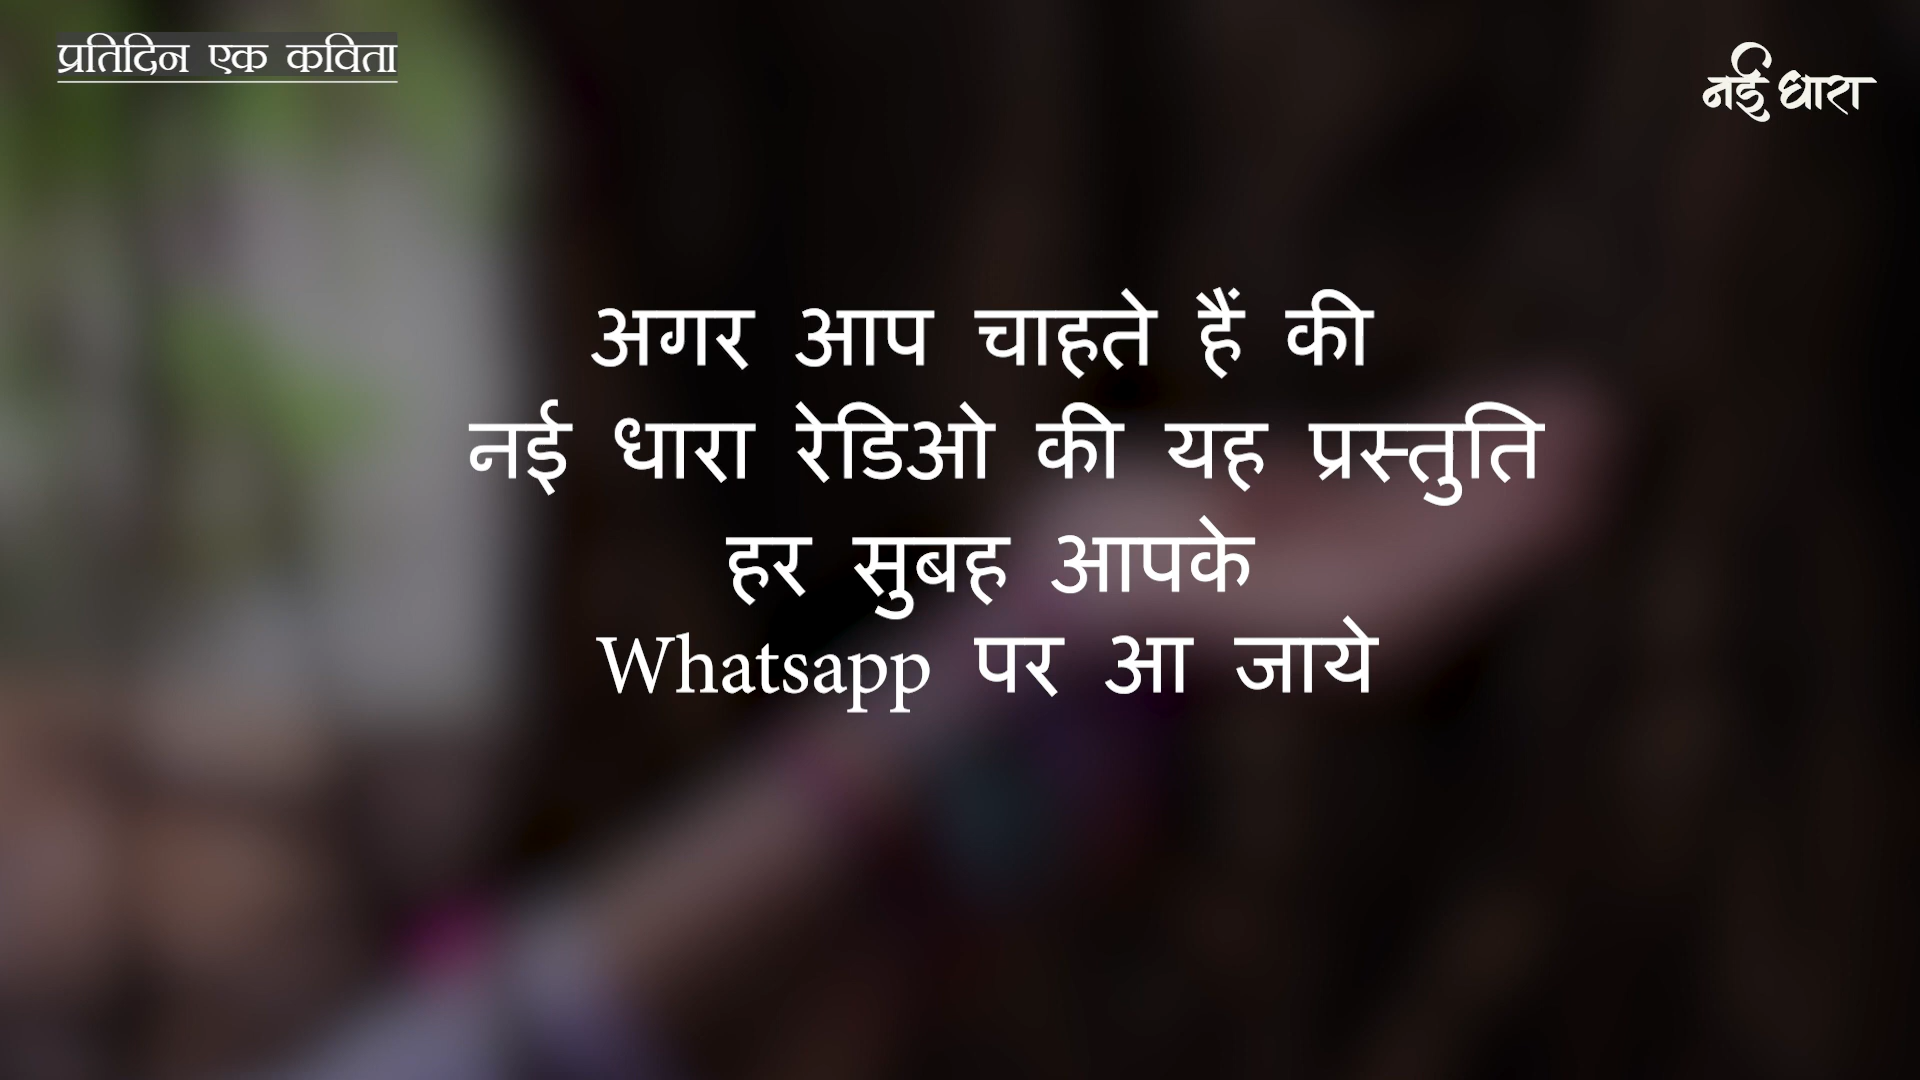 प्रतिदिन एक कविता
नई धारा
अगर आप चाहते हैं की
नई धारा रेडिओ की यह प्रस्तुति
हर सुबह आपके
Whatsapp पर आ जाये